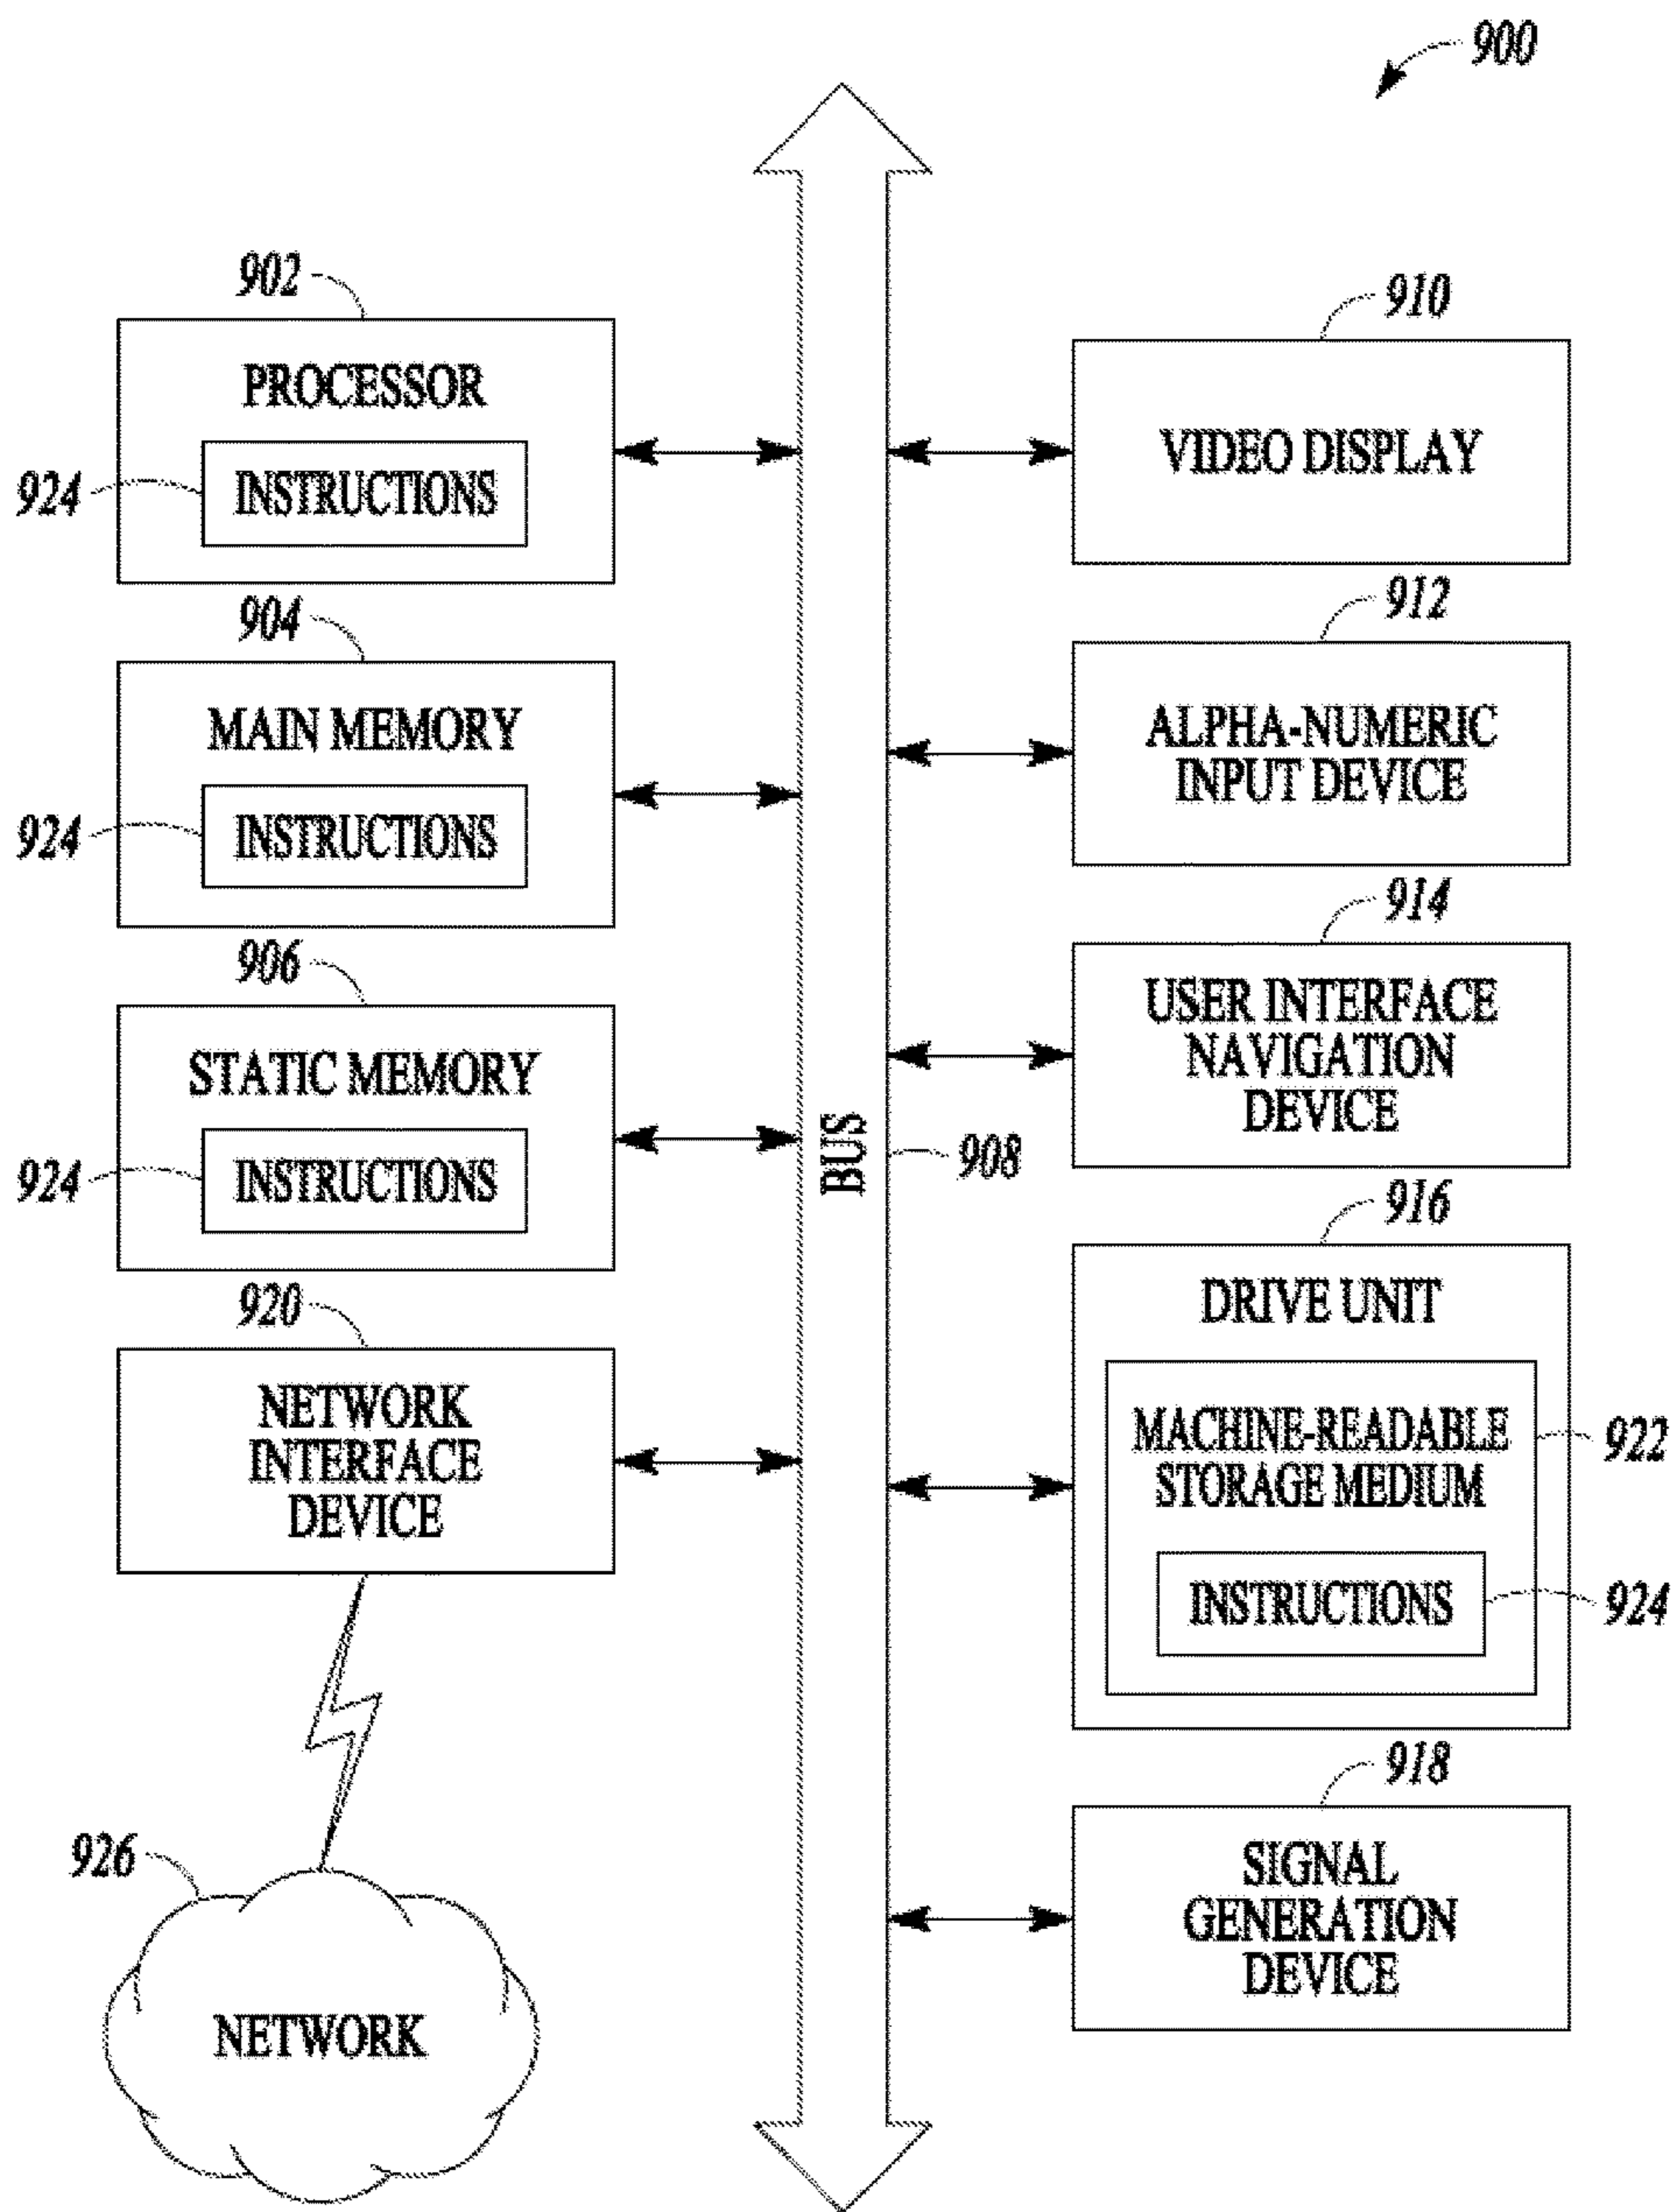 900
902
PROCESSOR
924
INSTRUCTIONS
904
MAIN MEMORY
924
INSTRUCTIONS
906
STATIC MEMORY
924
INSTRUCTIONS
920
NETWORK
INTERFACE
DEVICE
926
NETWORK
BUS
908
910
VIDEO DISPLAY
912
ALPHA-NUMERIC
INPUT DEVICE
914
USER INTERFACE
NAVIGATION
DEVICE
916
DRIVE UNIT
MACHINE-READABLE
STORAGE MEDIUM
922
INSTRUCTIONS
924
918
SIGNAL
GENERATION
DEVICE